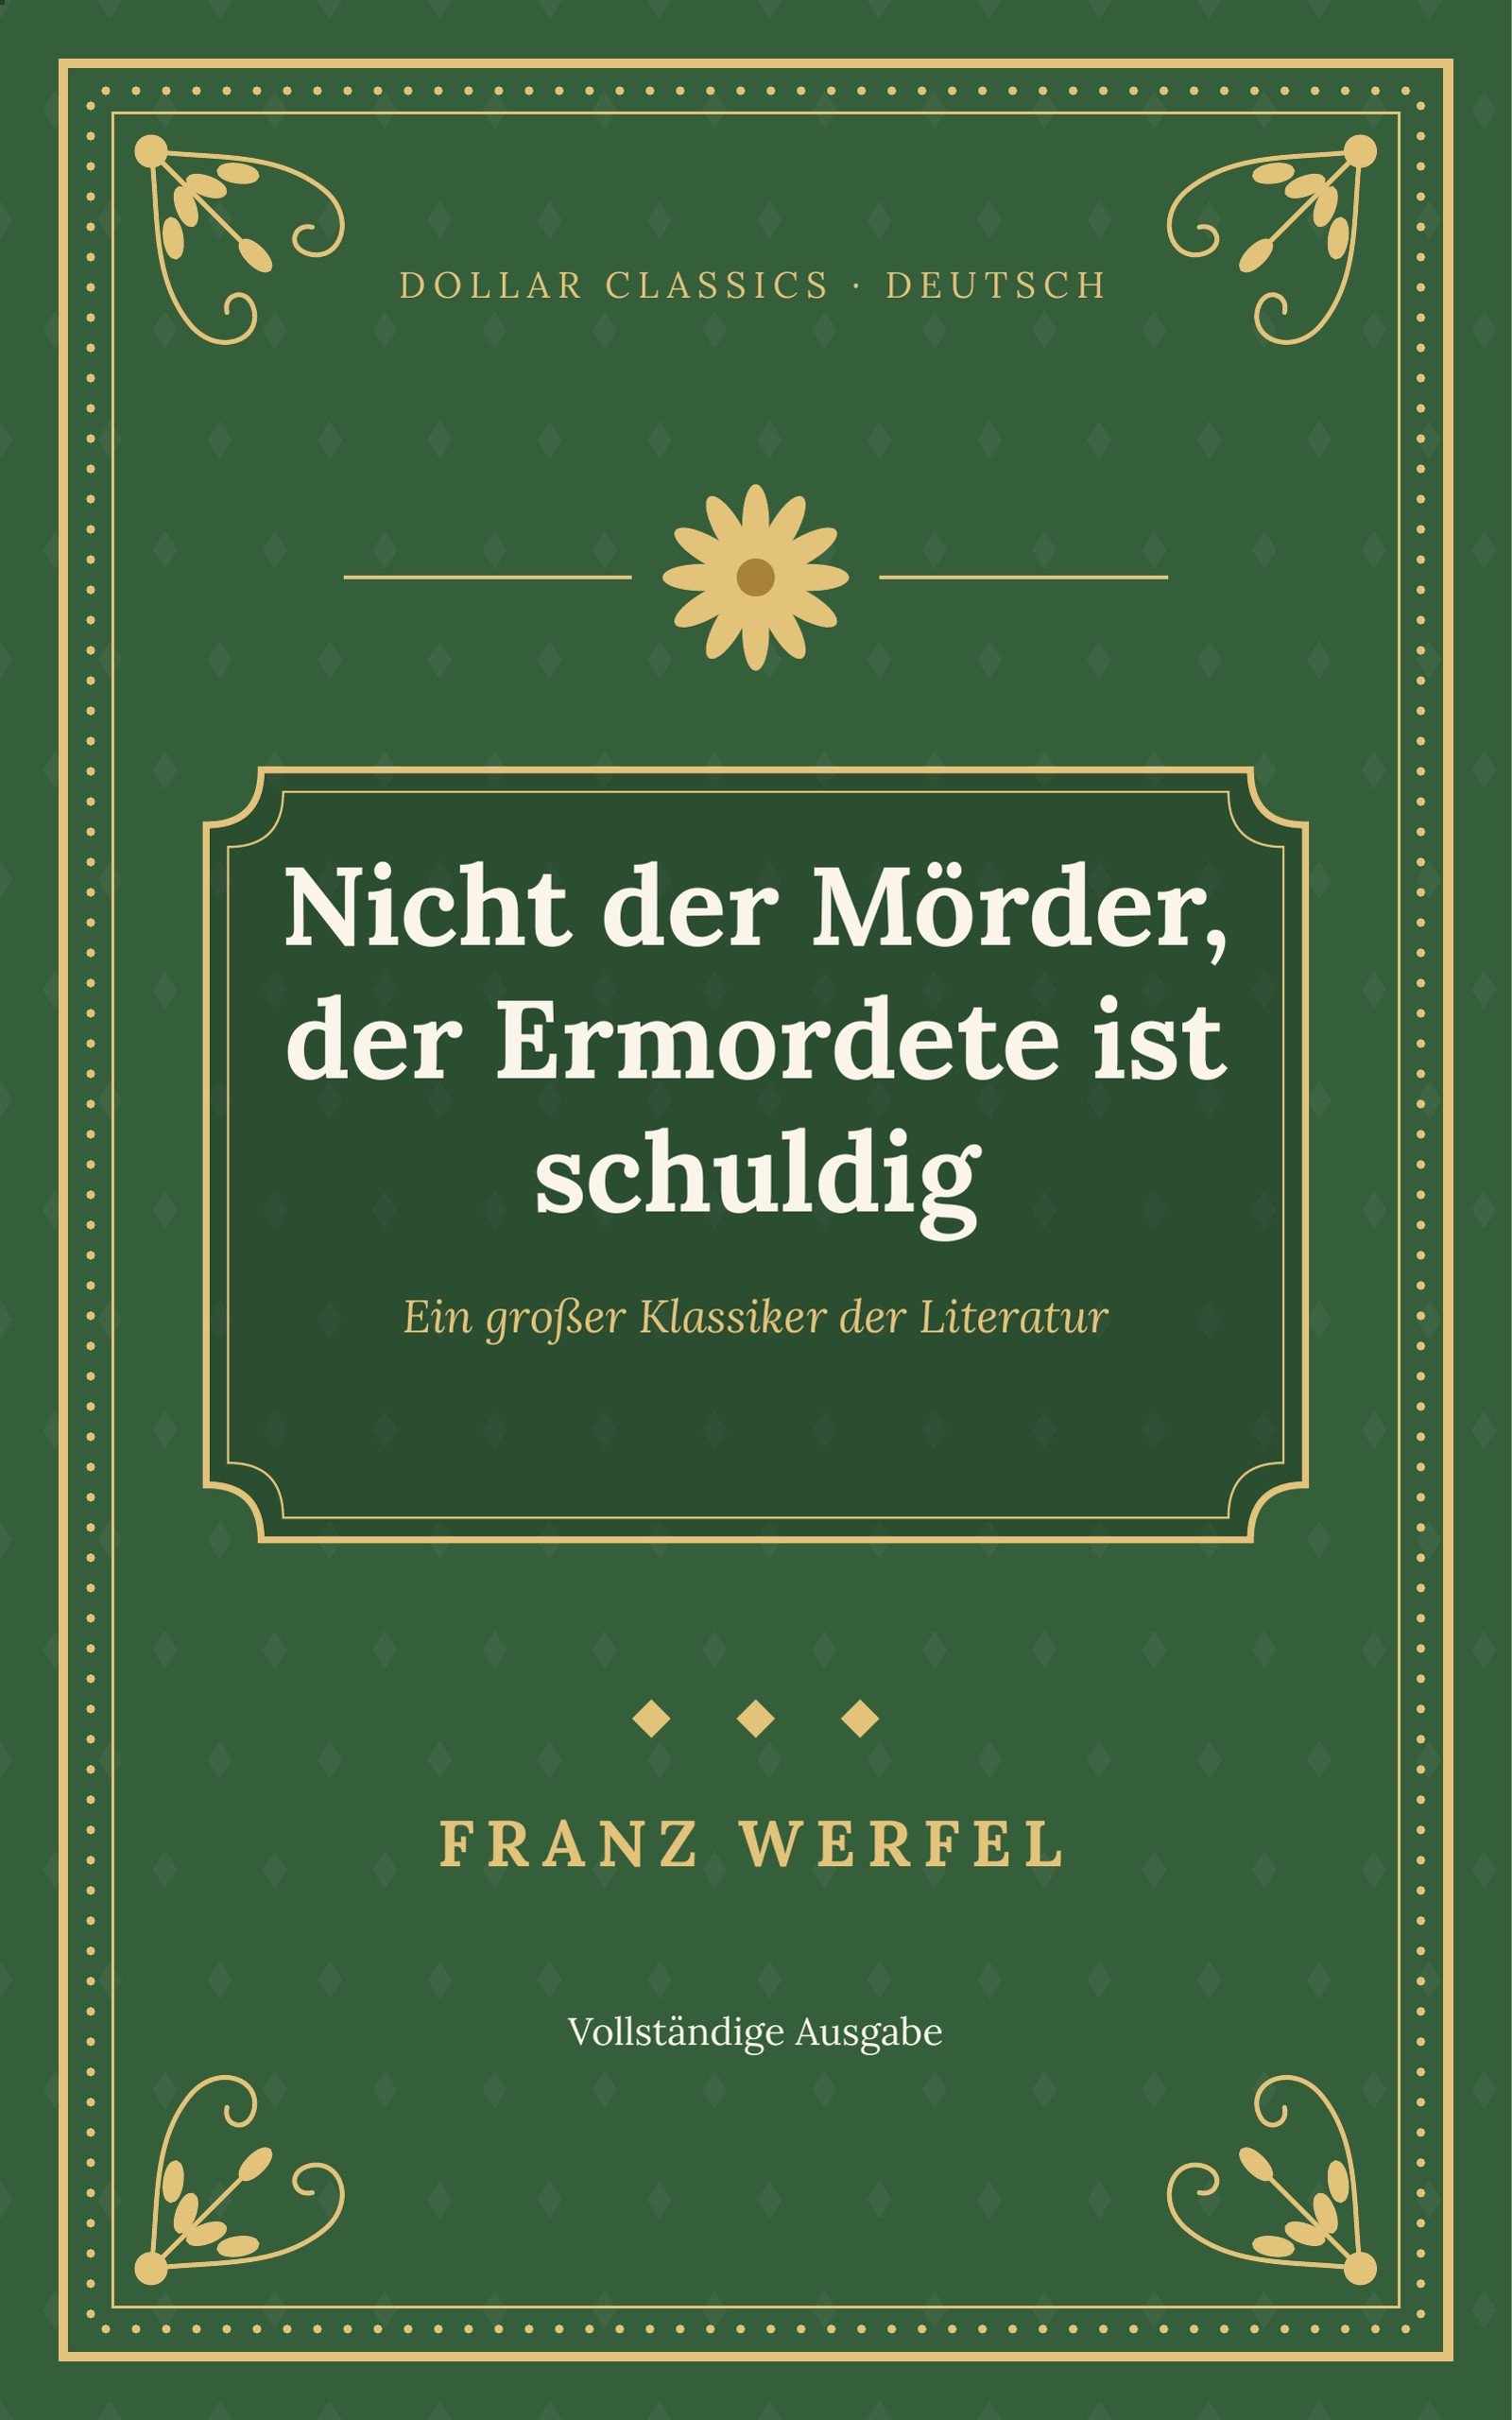 DOLLAR CLASSICS · DEUTSCH
Nicht der Mörder,
der Ermordete ist
schuldig
Ein großer Klassiker der Literatur
FRANZ WERFEL
Vollständige Ausgabe